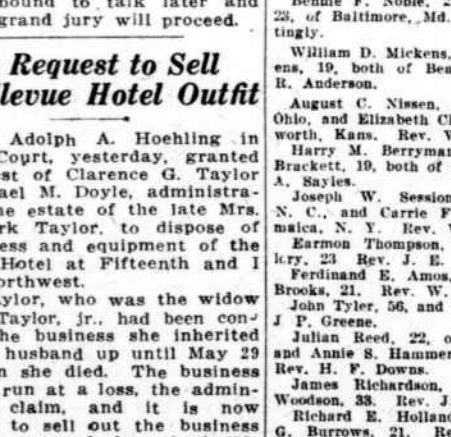 bound to talk later and
grand jury will proceed.
Request to Sell
llevue Hotel Outfit
Adolph A. Hoehling in
Court, yesterday, granted
st of Clarence G. Taylor
ael M. Doyle, administra-
he estate of the late Mrs.
rk Taylor, to dispose of
ess and equipment of the
Hotel at Fifteenth and I
orthwest.
aylor, who was the widow
Taylor, jr., had been con-
he business she inherited
husband up until May 29
n she died. The business
run at a loss, the admin-
claim, and it is now
to sell out the business
Bennie F. Noble, 2
23, of Baltimore, Md.
tingly.
William D. Mickens,
ens, 19, both of Bea
R. Anderson.
August C. Nissen,
Ohio, and Elizabeth Cl
worth, Kans. Rev. W
Harry M. Berryman
Brackett, 19, both of
A. Sayles.
Joseph W. Session
N. C., and Carrie F
maica, N. Y. Rev.
Earmon Thompson,
lery, 23 Rev. J. E.
Ferdinand E. Amos,
Brooks, 21. Rev. W.
John Tyler, 56, and
J P. Greene.
Julian Reed, 22, o
and Annie S. Hammer
Rev. H. F. Downs.
James Richardson,
Woodson, 33. Rev. J.
Richard E. Holland
G. Burrows, 21. Re